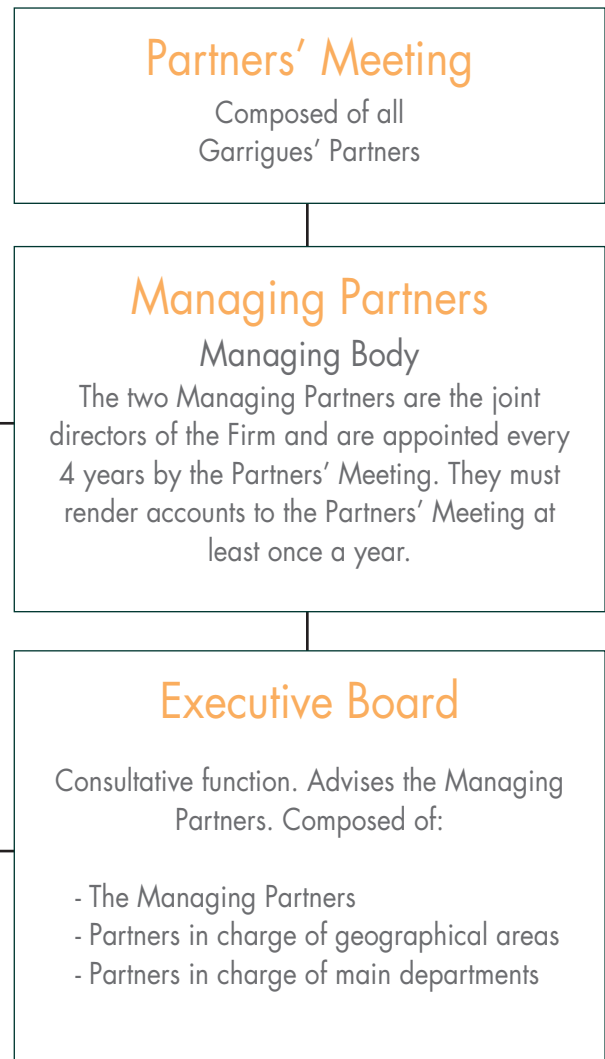 Partners’ Meeting
Composed of all
Garrigues’ Partners
Managing Partners
Managing Body
The two Managing Partners are the joint
directors of the Firm and are appointed every
4 years by the Partners’ Meeting. They must
render accounts to the Partners’ Meeting at
least once a year.
Executive Board
Consultative function. Advises the Managing
Partners. Composed of:
- The Managing Partners
- Partners in charge of geographical areas
- Partners in charge of main departments